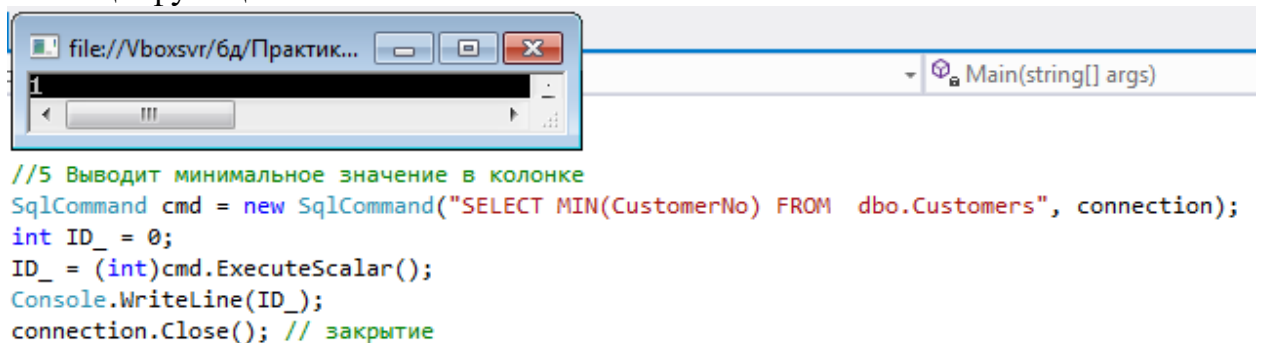 file://Vboxsvr/бд/Практик...
1
Main(string[] args)
//5 Выводит минимальное значение в колонке
SqlCommand cmd = new SqlCommand("SELECT MIN(CustomerNo) FROM  dbo.Customers", connection);
int ID_ = 0;
ID_ = (int)cmd.ExecuteScalar();
Console.WriteLine(ID_);
connection.Close(); // закрытие